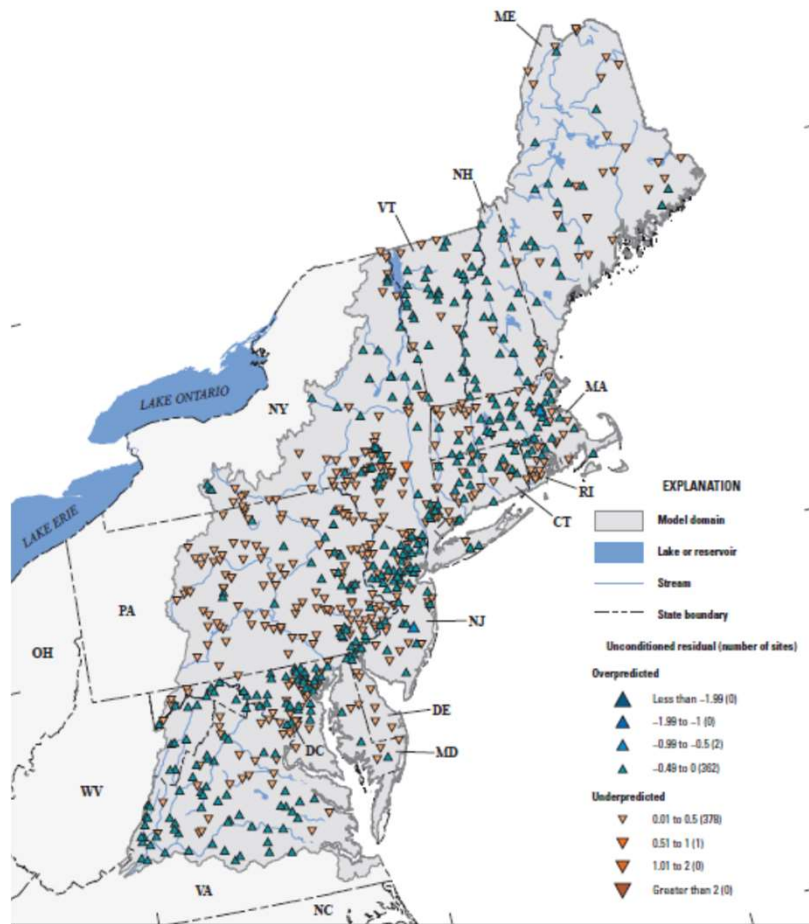 ME
NH
VT
LAKE ONTARIO
NY
MA
LAKE ERIE
RI
CT
PA
NJ
OH
DE
DC
MD
WV
VA
NC
EXPLANATION
Model domain
Lake or reservoir
Stream
State boundary
Unconditioned residual (number of sites)
Overpredicted
Less than −1.99 (0)
−1.99 to −1 (0)
−0.99 to −0.5 (2)
−0.49 to 0 (362)
Underpredicted
0.01 to 0.5 (378)
0.51 to 1 (1)
1.01 to 2 (0)
Greater than 2 (0)